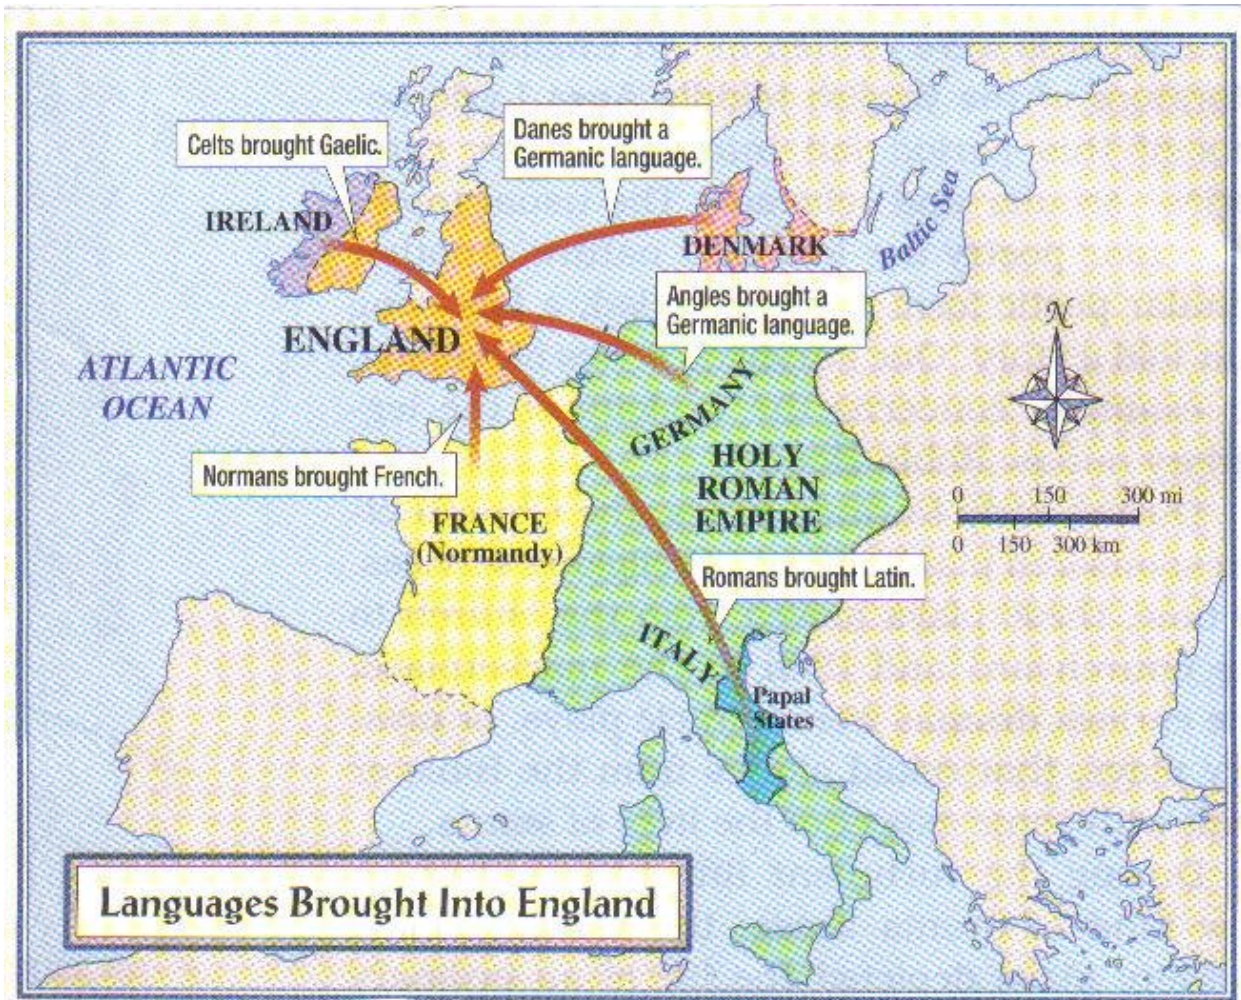 Celts brought Gaelic.
Danes brought a
Germanic language.
IRELAND
DENMARK
Baltic Sea
Angles brought a
Germanic language.
N
ENGLAND
ATLANTIC
OCEAN
GERMANY
HOLY
ROMAN
EMPIRE
Normans brought French.
0 150 300 mi
0 150 300 km
FRANCE
(Normandy)
Romans brought Latin.
ITALY
Papal
States
Languages Brought Into England